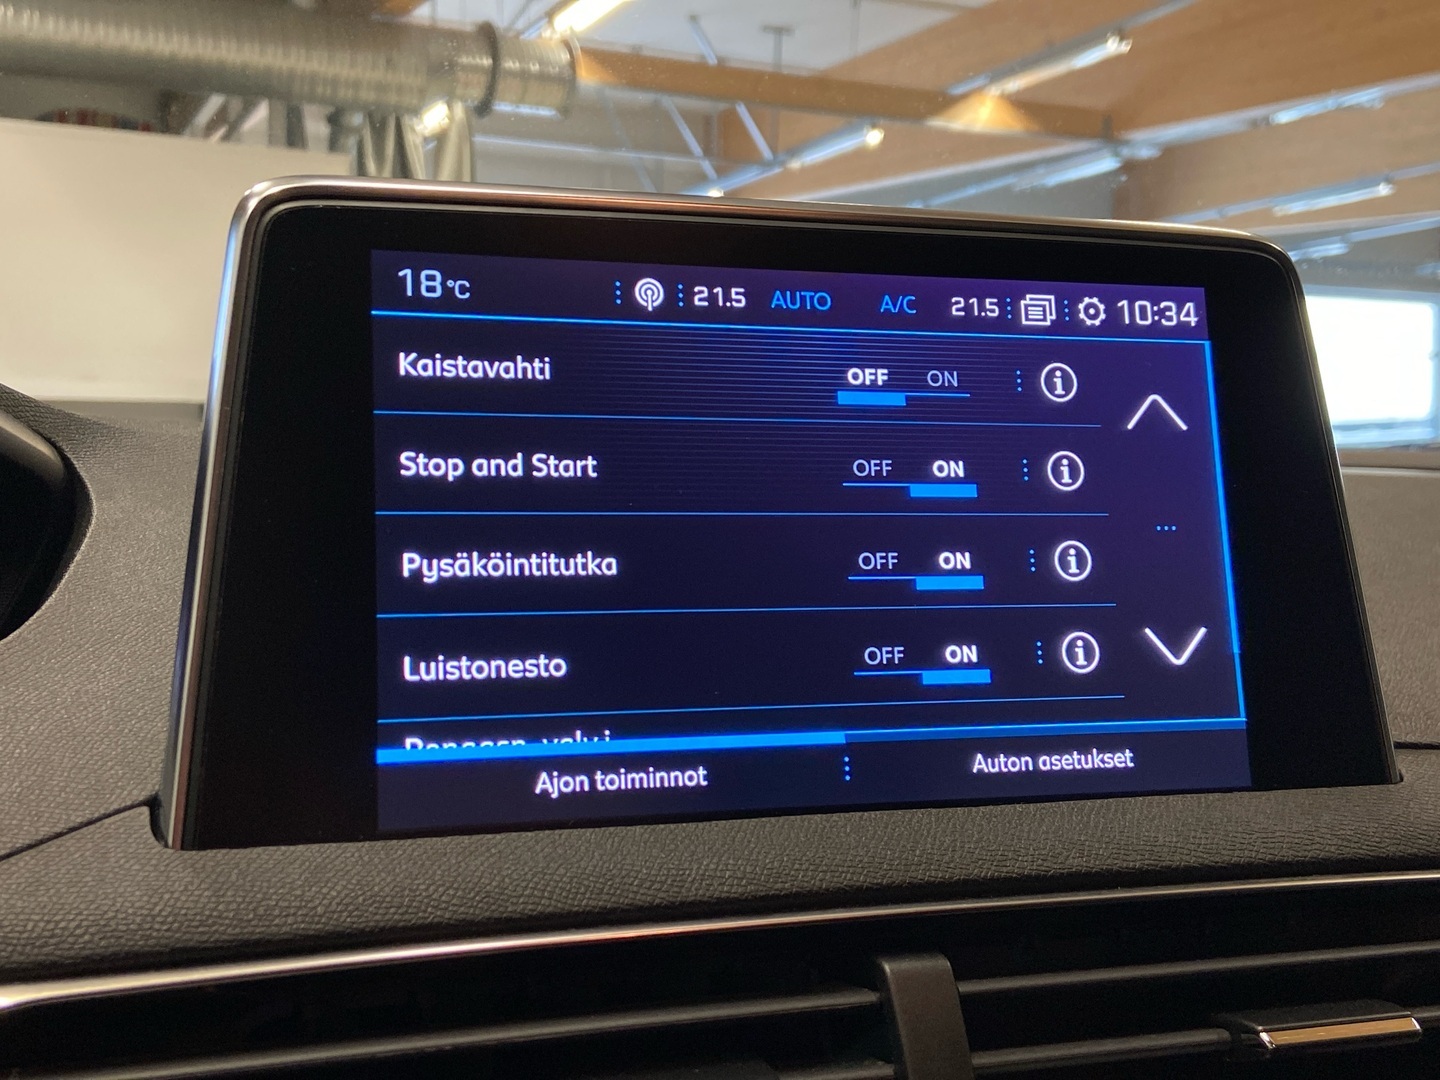 18°C 21.5 AUTO A/C 21.5 10:34
Kaistavahti OFF ON
Stop and Start OFF ON
Pysäköintitutka OFF ON
Luistonesto OFF ON
Ajon toiminnot Auton asetukset